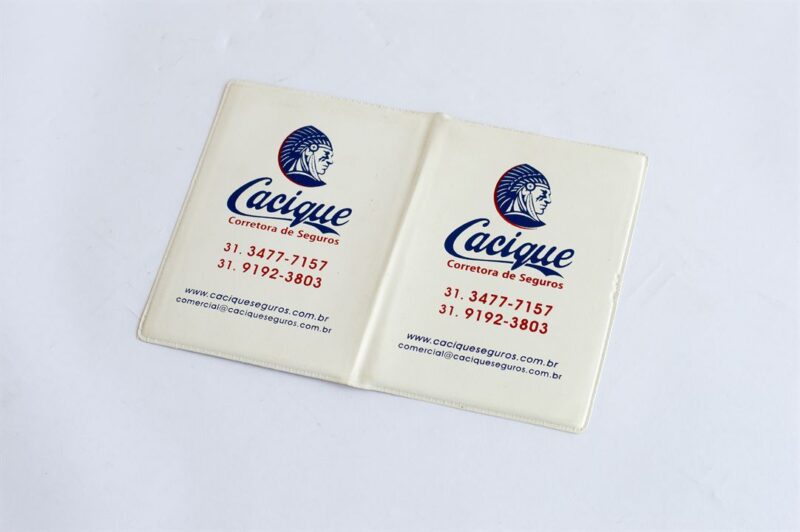 Cacique
Corretora de Seguros
31. 3477-7157
31. 9192-3803
www.caciqueseguros.com.br
comercial@caciqueseguros.com.br
Cacique
Corretora de Seguros
31. 3477-7157
31. 9192-3803
www.caciqueseguros.com.br
comercial@caciqueseguros.com.br